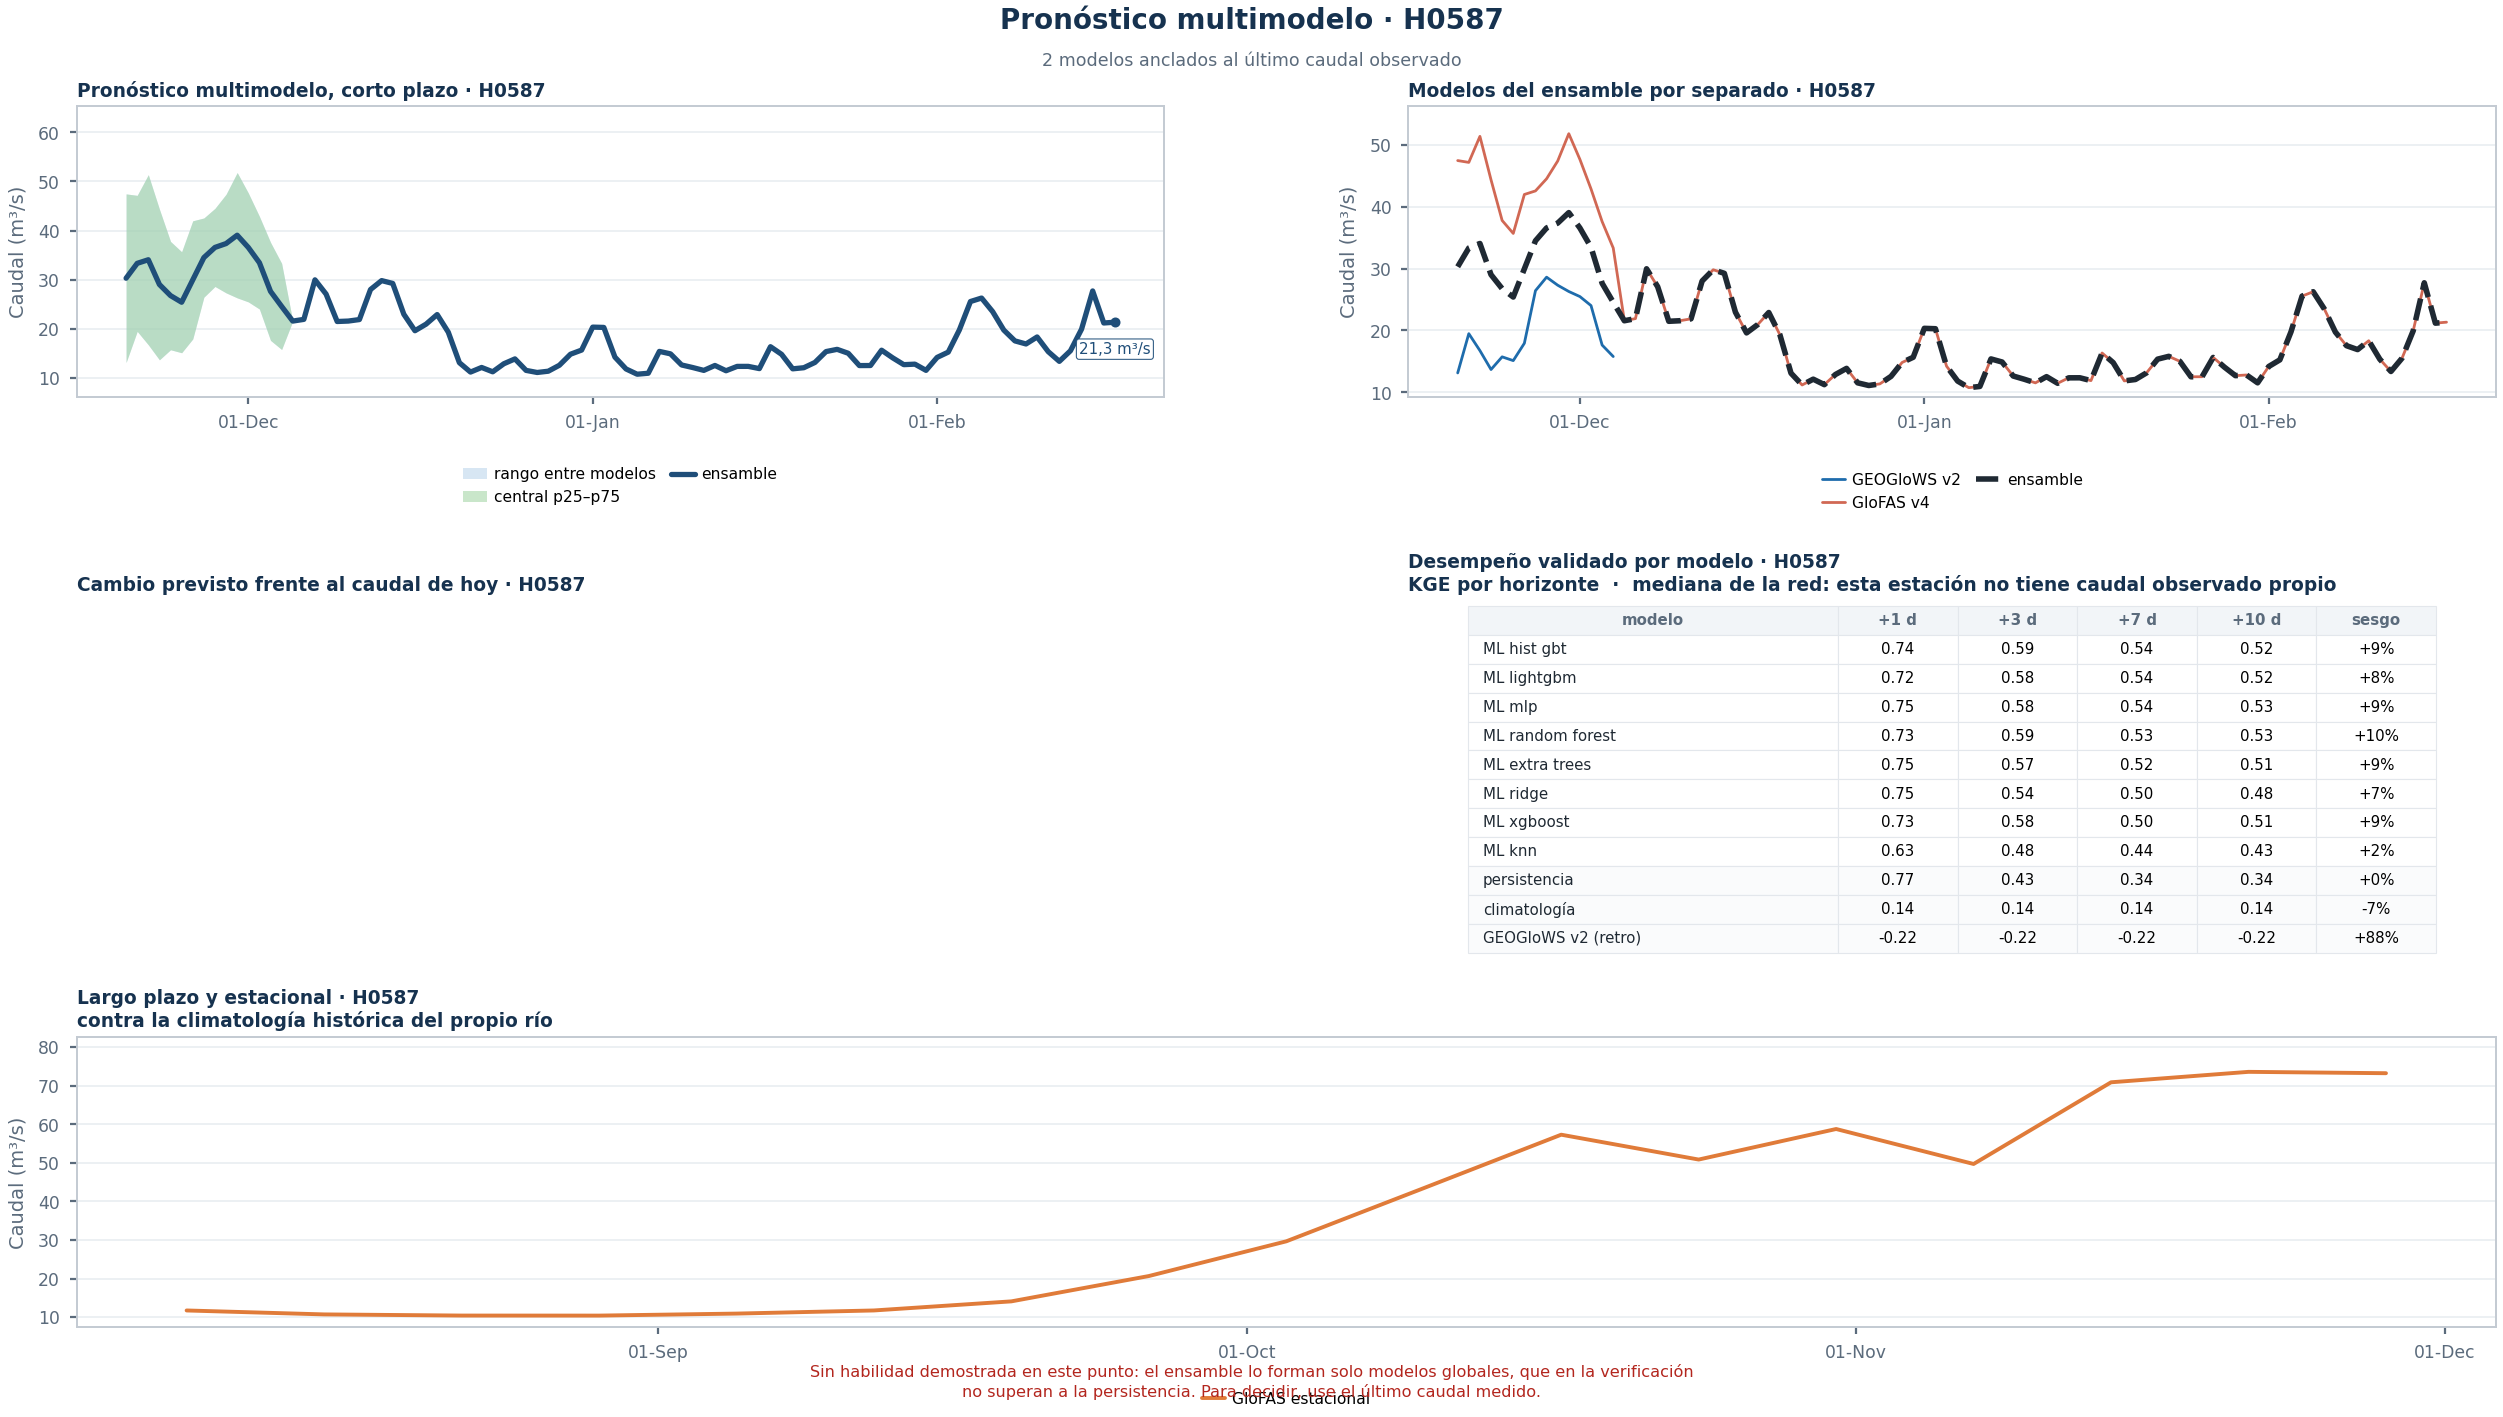 Pronóstico multimodelo · H0587
2 modelos anclados al último caudal observado
Pronóstico multimodelo, corto plazo · H0587
Caudal (m³/s)
60
50
40
30
20
10
21,3 m³/s
01-Dec
01-Jan
01-Feb
rango entre modelos
ensamble
central p25–p75
Modelos del ensamble por separado · H0587
Caudal (m³/s)
50
40
30
20
10
01-Dec
01-Jan
01-Feb
GEOGloWS v2
ensamble
GloFAS v4
Cambio previsto frente al caudal de hoy · H0587
Desempeño validado por modelo · H0587
KGE por horizonte · mediana de la red: esta estación no tiene caudal observado propio
modelo +1 d +3 d +7 d +10 d sesgo
ML hist gbt 0.74 0.59 0.54 0.52 +9%
ML lightgbm 0.72 0.58 0.54 0.52 +8%
ML mlp 0.75 0.58 0.54 0.53 +9%
ML random forest 0.73 0.59 0.53 0.53 +10%
ML extra trees 0.75 0.57 0.52 0.51 +9%
ML ridge 0.75 0.54 0.50 0.48 +7%
ML xgboost 0.73 0.58 0.50 0.51 +9%
ML knn 0.63 0.48 0.44 0.43 +2%
persistencia 0.77 0.43 0.34 0.34 +0%
climatología 0.14 0.14 0.14 0.14 -7%
GEOGloWS v2 (retro) -0.22 -0.22 -0.22 -0.22 +88%
Largo plazo y estacional · H0587
contra la climatología histórica del propio río
Caudal (m³/s)
80
70
60
50
40
30
20
10
01-Sep
01-Oct
01-Nov
01-Dec
Sin habilidad demostrada en este punto: el ensamble lo forman solo modelos globales, que en la verificación
no superan a la persistencia. Para decidir, use el último caudal medido.
GloFAS estacional